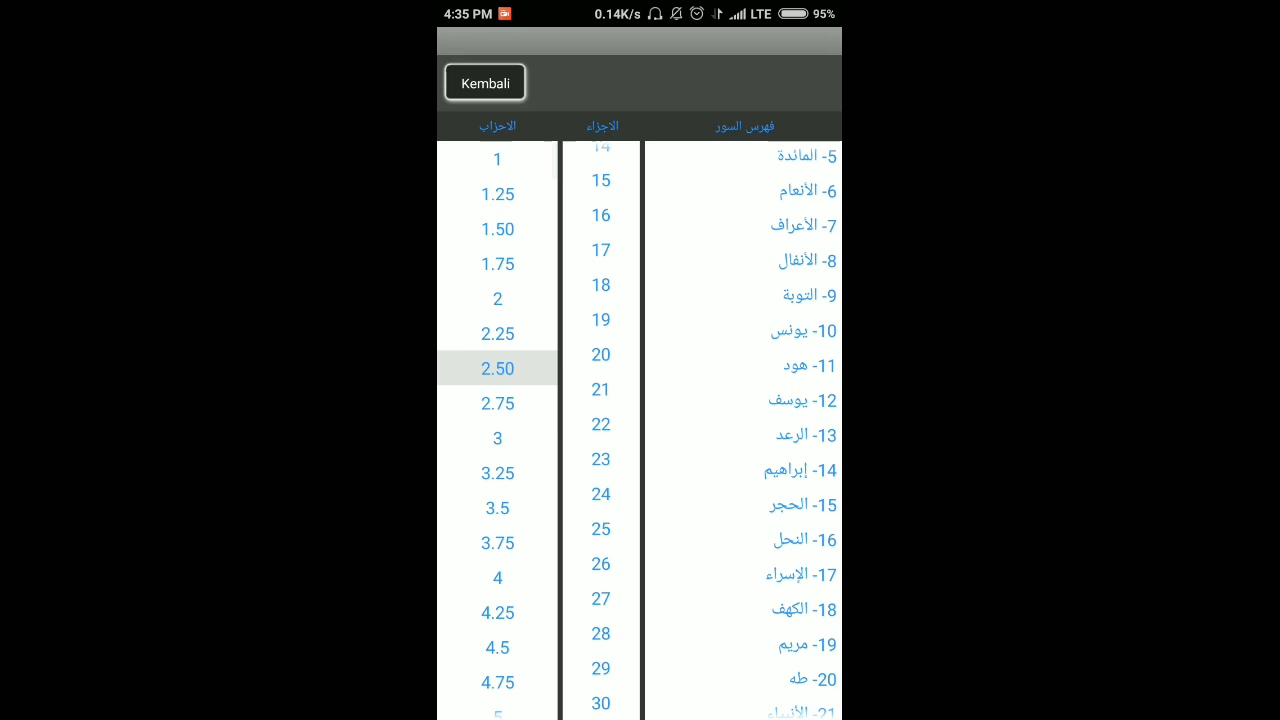 4:35 PM 0.14K/s LTE 95%
Kembali
فهرس السور
الاجزاء
الاحزاب
5- المائدة
6- الأنعام
7- الأعراف
8- الأنفال
9- التوبة
10- يونس
11- هود
12- يوسف
13- الرعد
14- إبراهيم
15- الحجر
16- النحل
17- الإسراء
18- الكهف
19- مريم
20- طه
21- الأنبياء
14
15
16
17
18
19
20
21
22
23
24
25
26
27
28
29
30
1
1.25
1.50
1.75
2
2.25
2.50
2.75
3
3.25
3.5
3.75
4
4.25
4.5
4.75
5